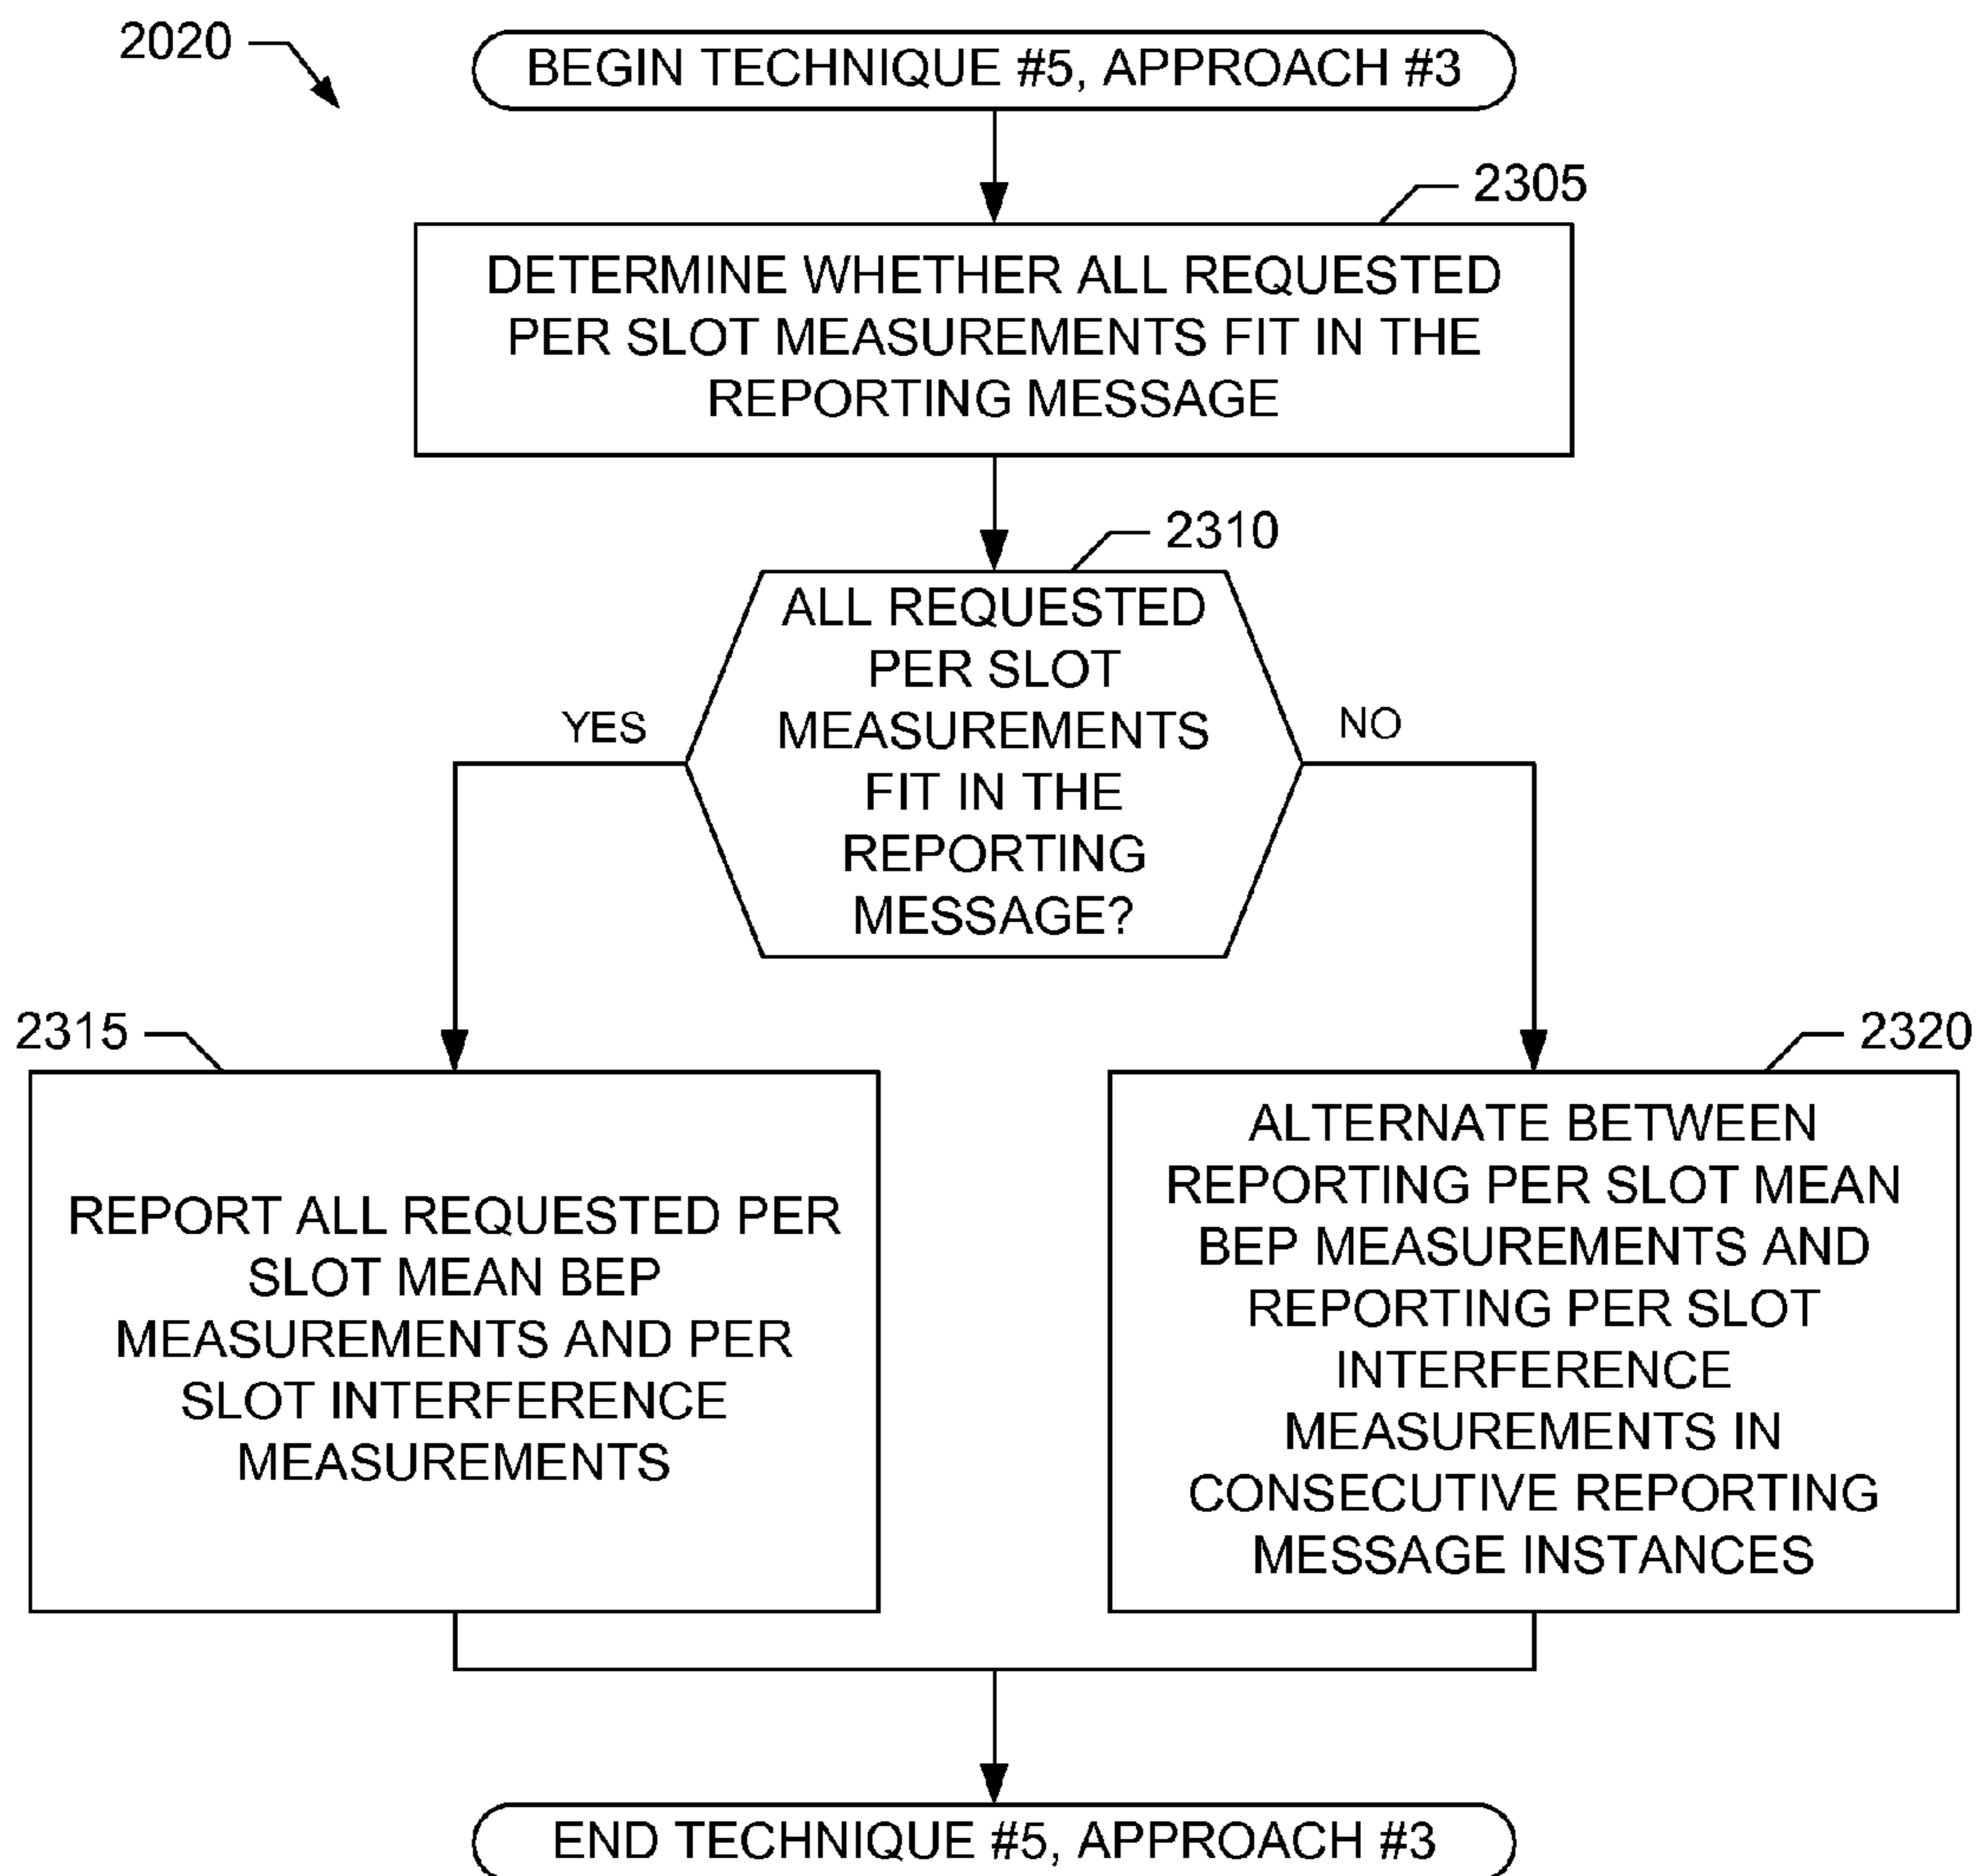 2020
BEGIN TECHNIQUE #5, APPROACH #3
2305
DETERMINE WHETHER ALL REQUESTED
PER SLOT MEASUREMENTS FIT IN THE
REPORTING MESSAGE
2310
ALL REQUESTED
PER SLOT
MEASUREMENTS
FIT IN THE
REPORTING
MESSAGE?
YES
NO
2315
REPORT ALL REQUESTED PER
SLOT MEAN BEP
MEASUREMENTS AND PER
SLOT INTERFERENCE
MEASUREMENTS
2320
ALTERNATE BETWEEN
REPORTING PER SLOT MEAN
BEP MEASUREMENTS AND
REPORTING PER SLOT
INTERFERENCE
MEASUREMENTS IN
CONSECUTIVE REPORTING
MESSAGE INSTANCES
END TECHNIQUE #5, APPROACH #3